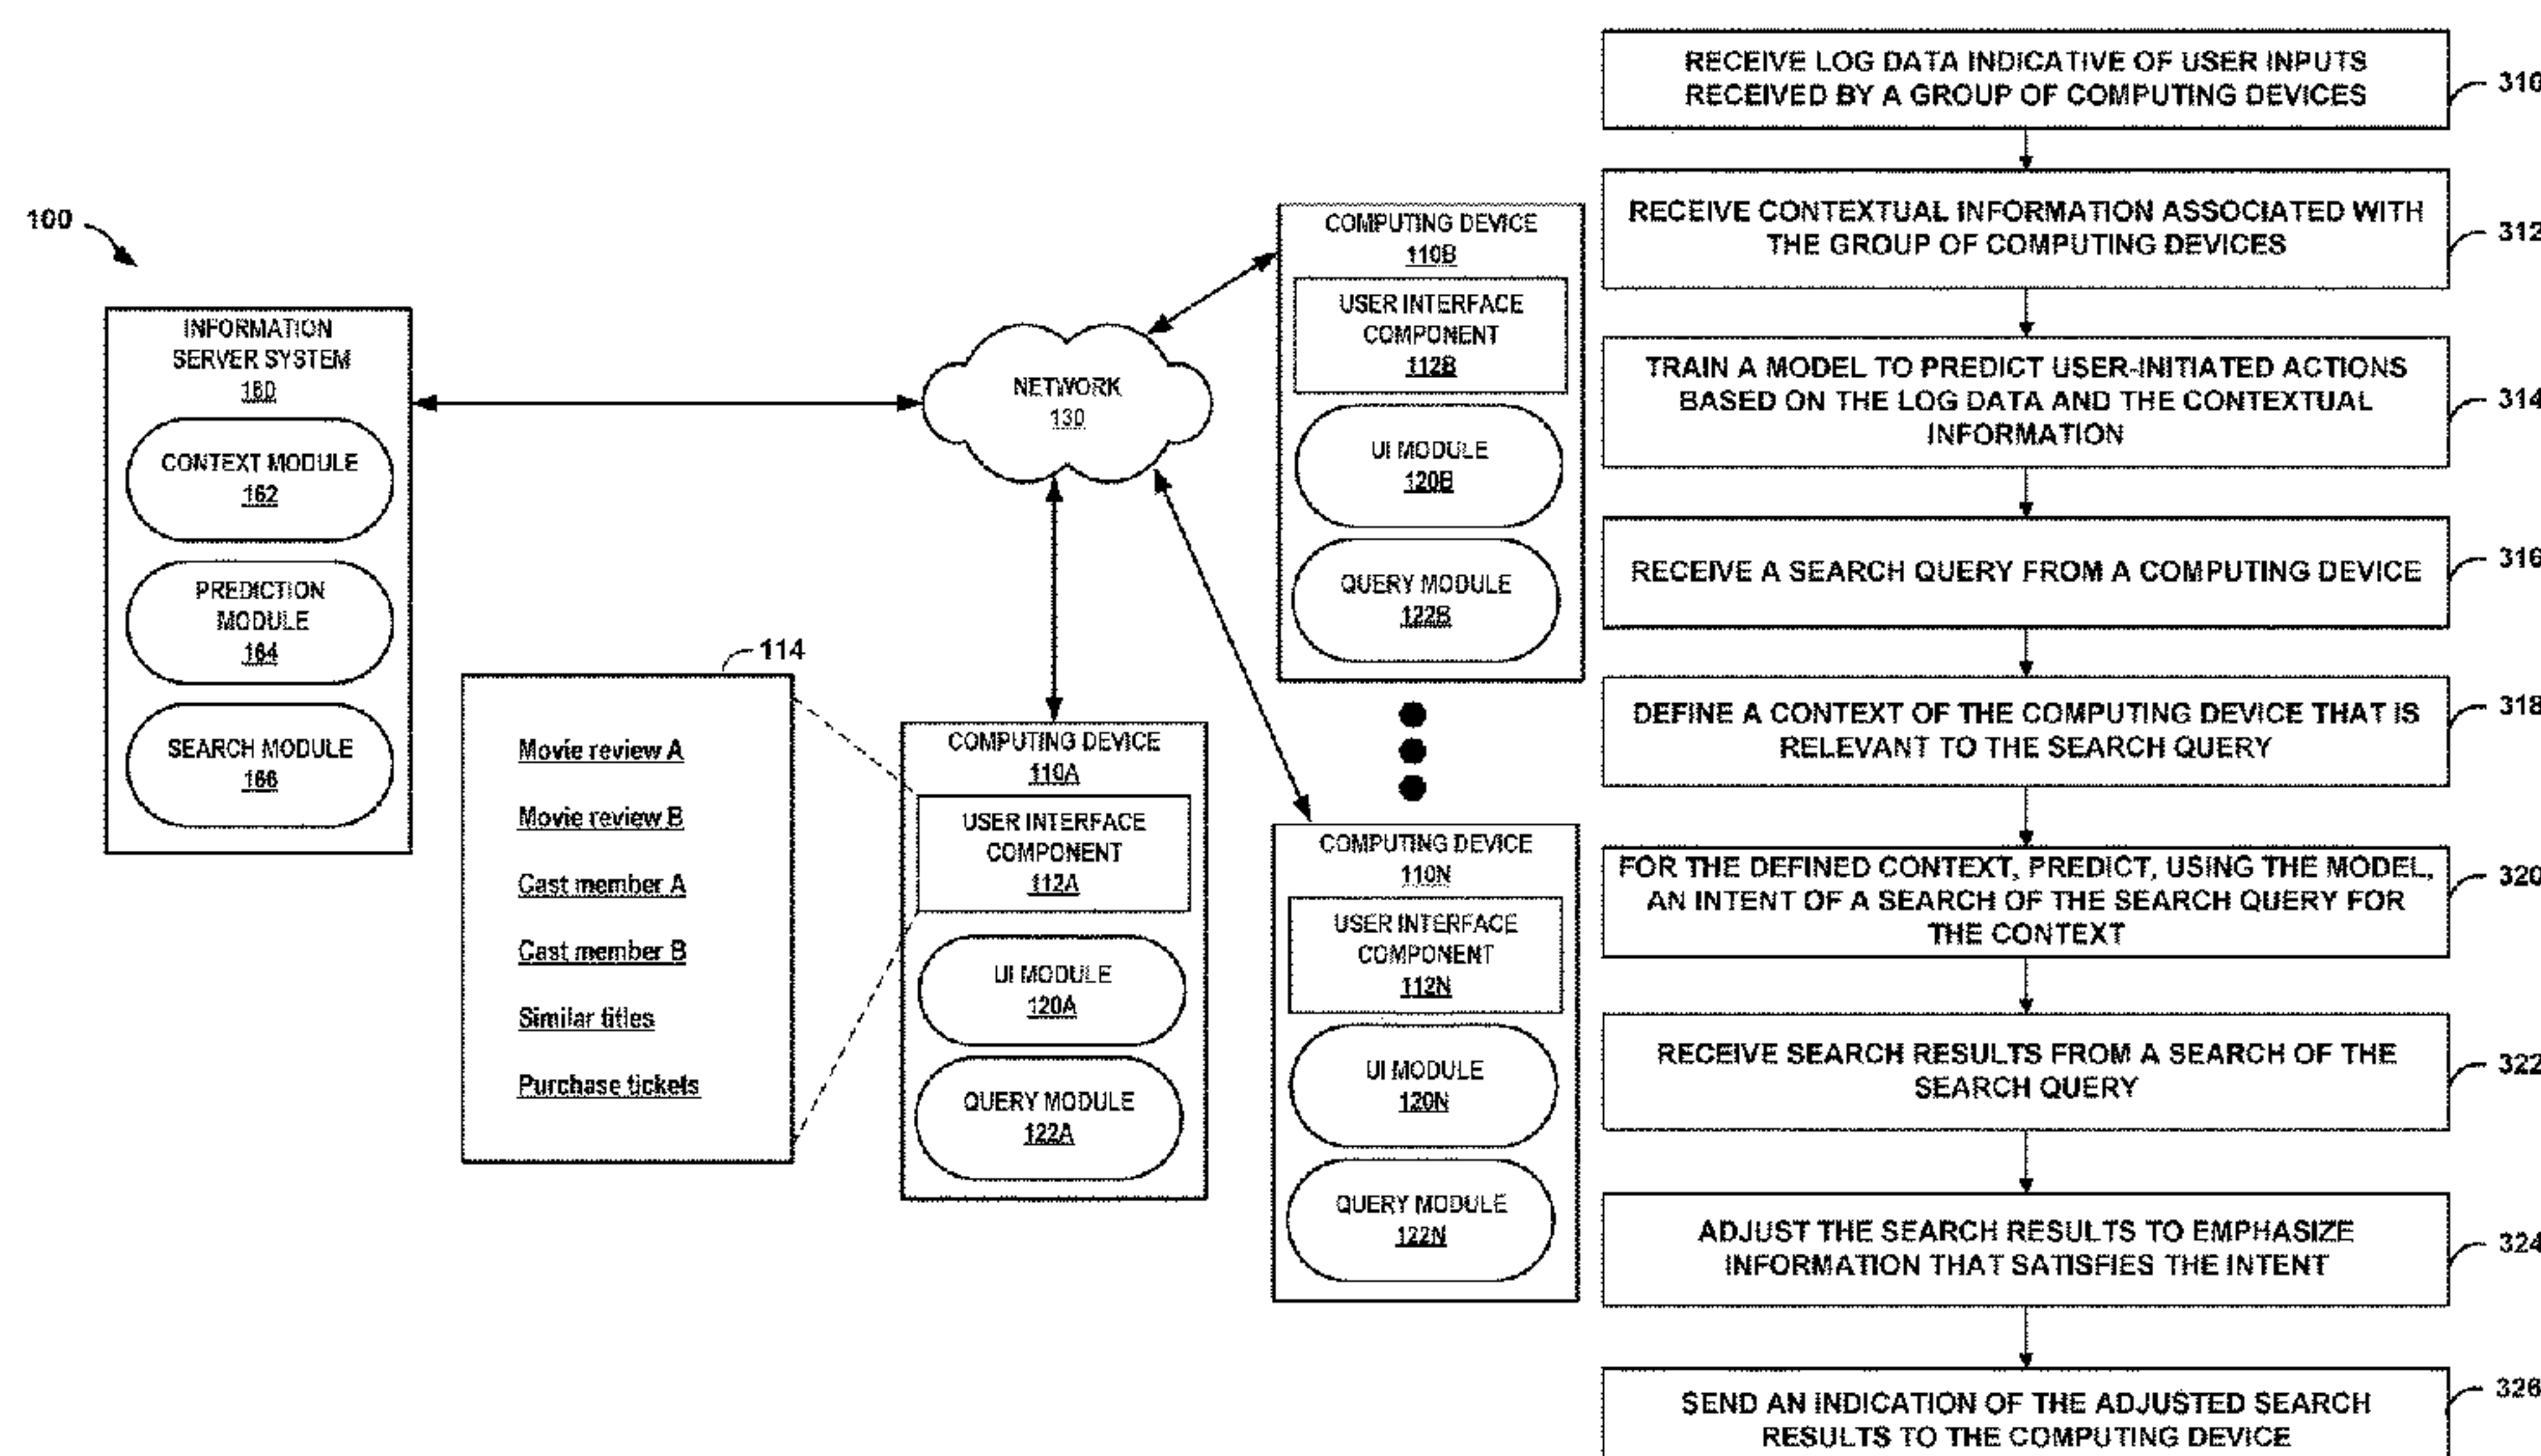 100
INFORMATION
SERVER SYSTEM
160
CONTEXT MODULE
162
PREDICTION
MODULE
164
SEARCH MODULE
166
NETWORK
130
114
Movie review A
Movie review B
Cast member A
Cast member B
Similar titles
Purchase tickets
COMPUTING DEVICE
110A
USER INTERFACE
COMPONENT
112A
UI MODULE
120A
QUERY MODULE
122A
COMPUTING DEVICE
110B
USER INTERFACE
COMPONENT
112B
UI MODULE
120B
QUERY MODULE
122B
COMPUTING DEVICE
110N
USER INTERFACE
COMPONENT
112N
UI MODULE
120N
QUERY MODULE
122N
RECEIVE LOG DATA INDICATIVE OF USER INPUTS
RECEIVED BY A GROUP OF COMPUTING DEVICES
310
RECEIVE CONTEXTUAL INFORMATION ASSOCIATED WITH
THE GROUP OF COMPUTING DEVICES
312
TRAIN A MODEL TO PREDICT USER-INITIATED ACTIONS
BASED ON THE LOG DATA AND THE CONTEXTUAL
INFORMATION
314
RECEIVE A SEARCH QUERY FROM A COMPUTING DEVICE
316
DEFINE A CONTEXT OF THE COMPUTING DEVICE THAT IS
RELEVANT TO THE SEARCH QUERY
318
FOR THE DEFINED CONTEXT, PREDICT, USING THE MODEL,
AN INTENT OF A SEARCH OF THE SEARCH QUERY FOR
THE CONTEXT
320
RECEIVE SEARCH RESULTS FROM A SEARCH OF THE
SEARCH QUERY
322
ADJUST THE SEARCH RESULTS TO EMPHASIZE
INFORMATION THAT SATISFIES THE INTENT
324
SEND AN INDICATION OF THE ADJUSTED SEARCH
RESULTS TO THE COMPUTING DEVICE
326